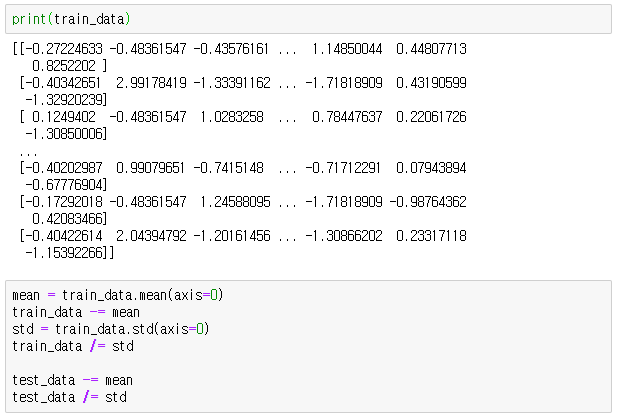 print(train_data)
[[-0.27224633 -0.48361547 -0.43576161 ... 1.14850044 0.44807713
0.8252202 ]
[-0.40342651 2.99178419 -1.33391162 ... -1.71818909 0.43190599
-1.32920239]
[ 0.1249402 -0.48361547 1.0283258 ... 0.78447637 0.22061726
-1.30850006]
...
[-0.40202987 0.99079651 -0.7415148 ... -0.71712291 0.07943894
-0.67776904]
[-0.17292018 -0.48361547 1.24588095 ... -1.71818909 -0.98764362
0.42083466]
[-0.40422614 2.04394792 -1.20161456 ... -1.30866202 0.23317118
-1.15392266]]
mean = train_data.mean(axis=0)
train_data -= mean
std = train_data.std(axis=0)
train_data /= std
test_data -= mean
test_data /= std